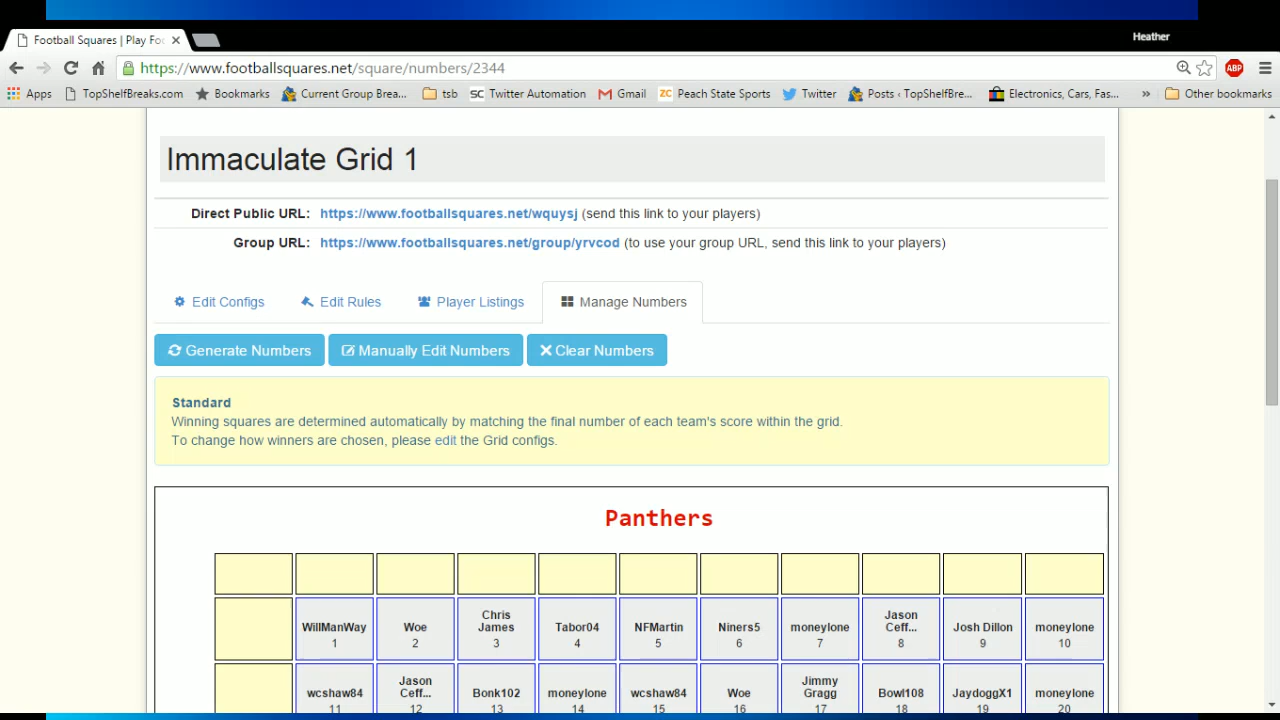 Heather
Football Squares | Play Foo
https://www.footballsquares.net/square/numbers/2344
ABP
Apps TopShelfBreaks.com Bookmarks Current Group Brea... tsb SC Twitter Automation Gmail ZC Peach State Sports Twitter Posts ‹ TopShelfBre... Electronics, Cars, Fas... » Other bookmarks
Immaculate Grid 1
Direct Public URL: https://www.footballsquares.net/wquysj (send this link to your players)
Group URL: https://www.footballsquares.net/group/yrvcod (to use your group URL, send this link to your players)
Edit Configs Edit Rules Player Listings Manage Numbers
Generate Numbers Manually Edit Numbers Clear Numbers
Standard
Winning squares are determined automatically by matching the final number of each team's score within the grid.
To change how winners are chosen, please edit the Grid configs.
Panthers
WillManWay Woe Chris James Tabor04 NFMartin Niners5 moneylone Jason Ceff... Josh Dillon moneylone
1 2 3 4 5 6 7 8 9 10
wcshaw84 Jason Ceff... Bonk102 moneylone wcshaw84 Woe Jimmy Gragg Bowl108 JaydoggX1 moneylone
11 12 13 14 15 16 17 18 19 20